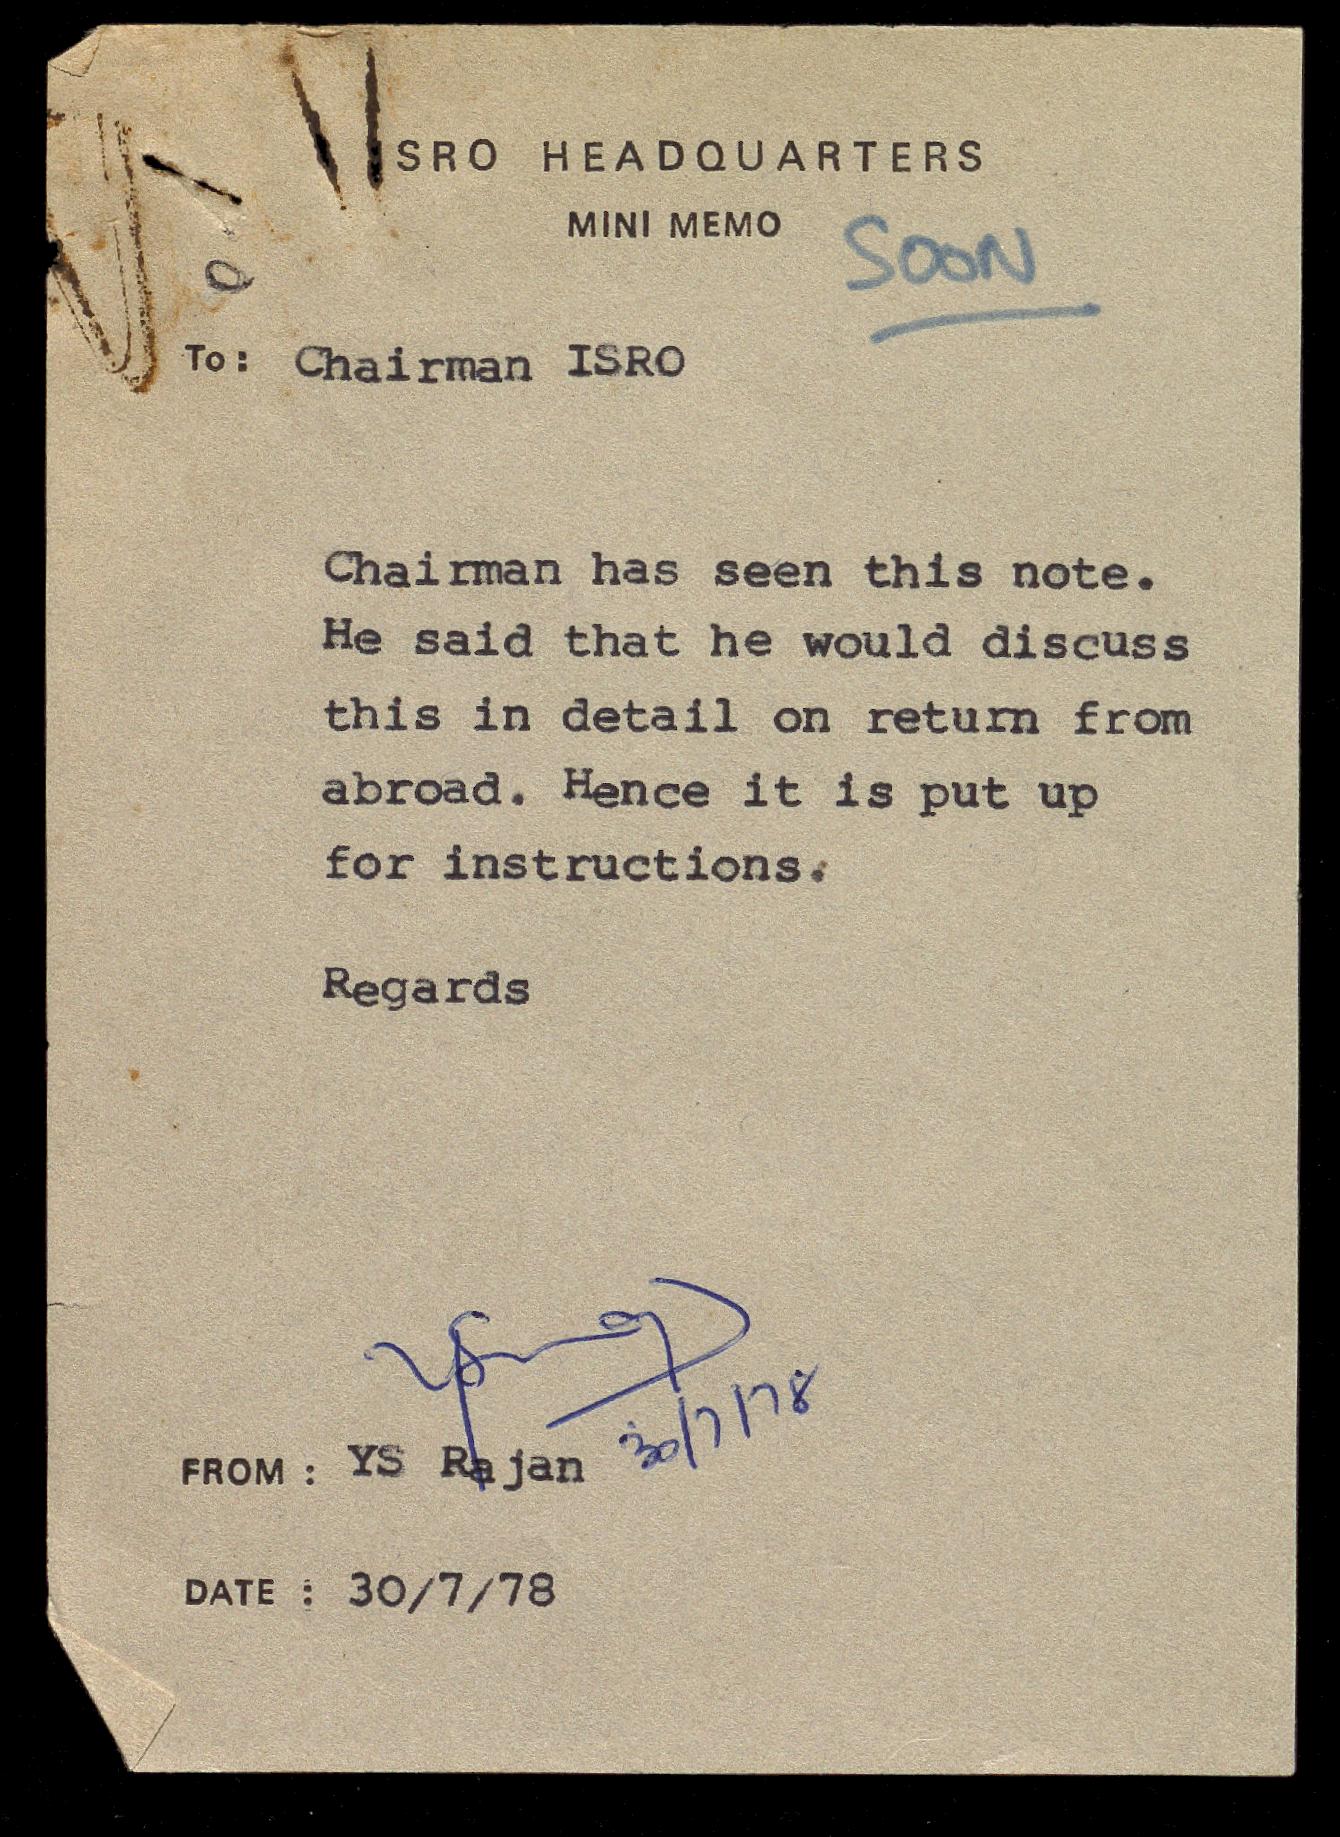 ISRO HEADQUARTERS
MINI MEMO
SOON
To: Chairman ISRO
Chairman has seen this note.
He said that he would discuss
this in detail on return from
abroad. Hence it is put up
for instructions.
Regards
30/7/78
FROM : YS Rajan
DATE : 30/7/78